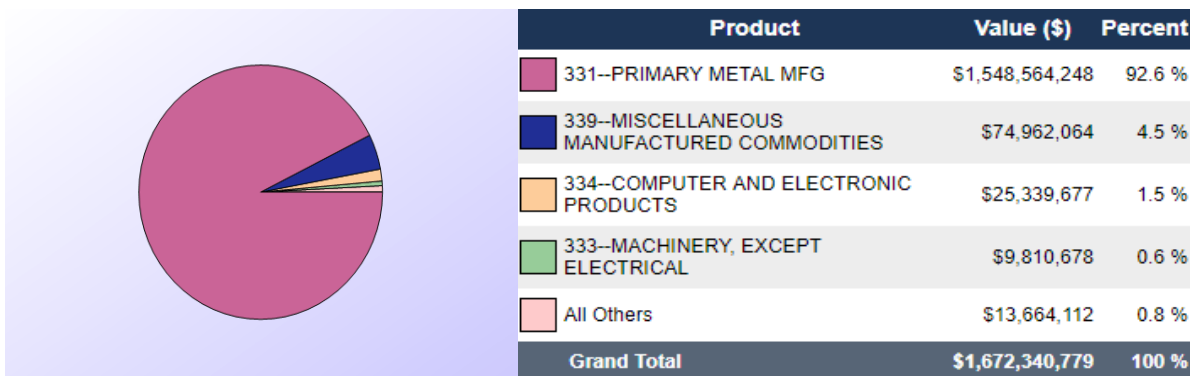 Product Value ($) Percent
331--PRIMARY METAL MFG $1,548,564,248 92.6 %
339--MISCELLANEOUS
MANUFACTURED COMMODITIES $74,962,064 4.5 %
334--COMPUTER AND ELECTRONIC
PRODUCTS $25,339,677 1.5 %
333--MACHINERY, EXCEPT
ELECTRICAL $9,810,678 0.6 %
All Others $13,664,112 0.8 %
Grand Total $1,672,340,779 100 %